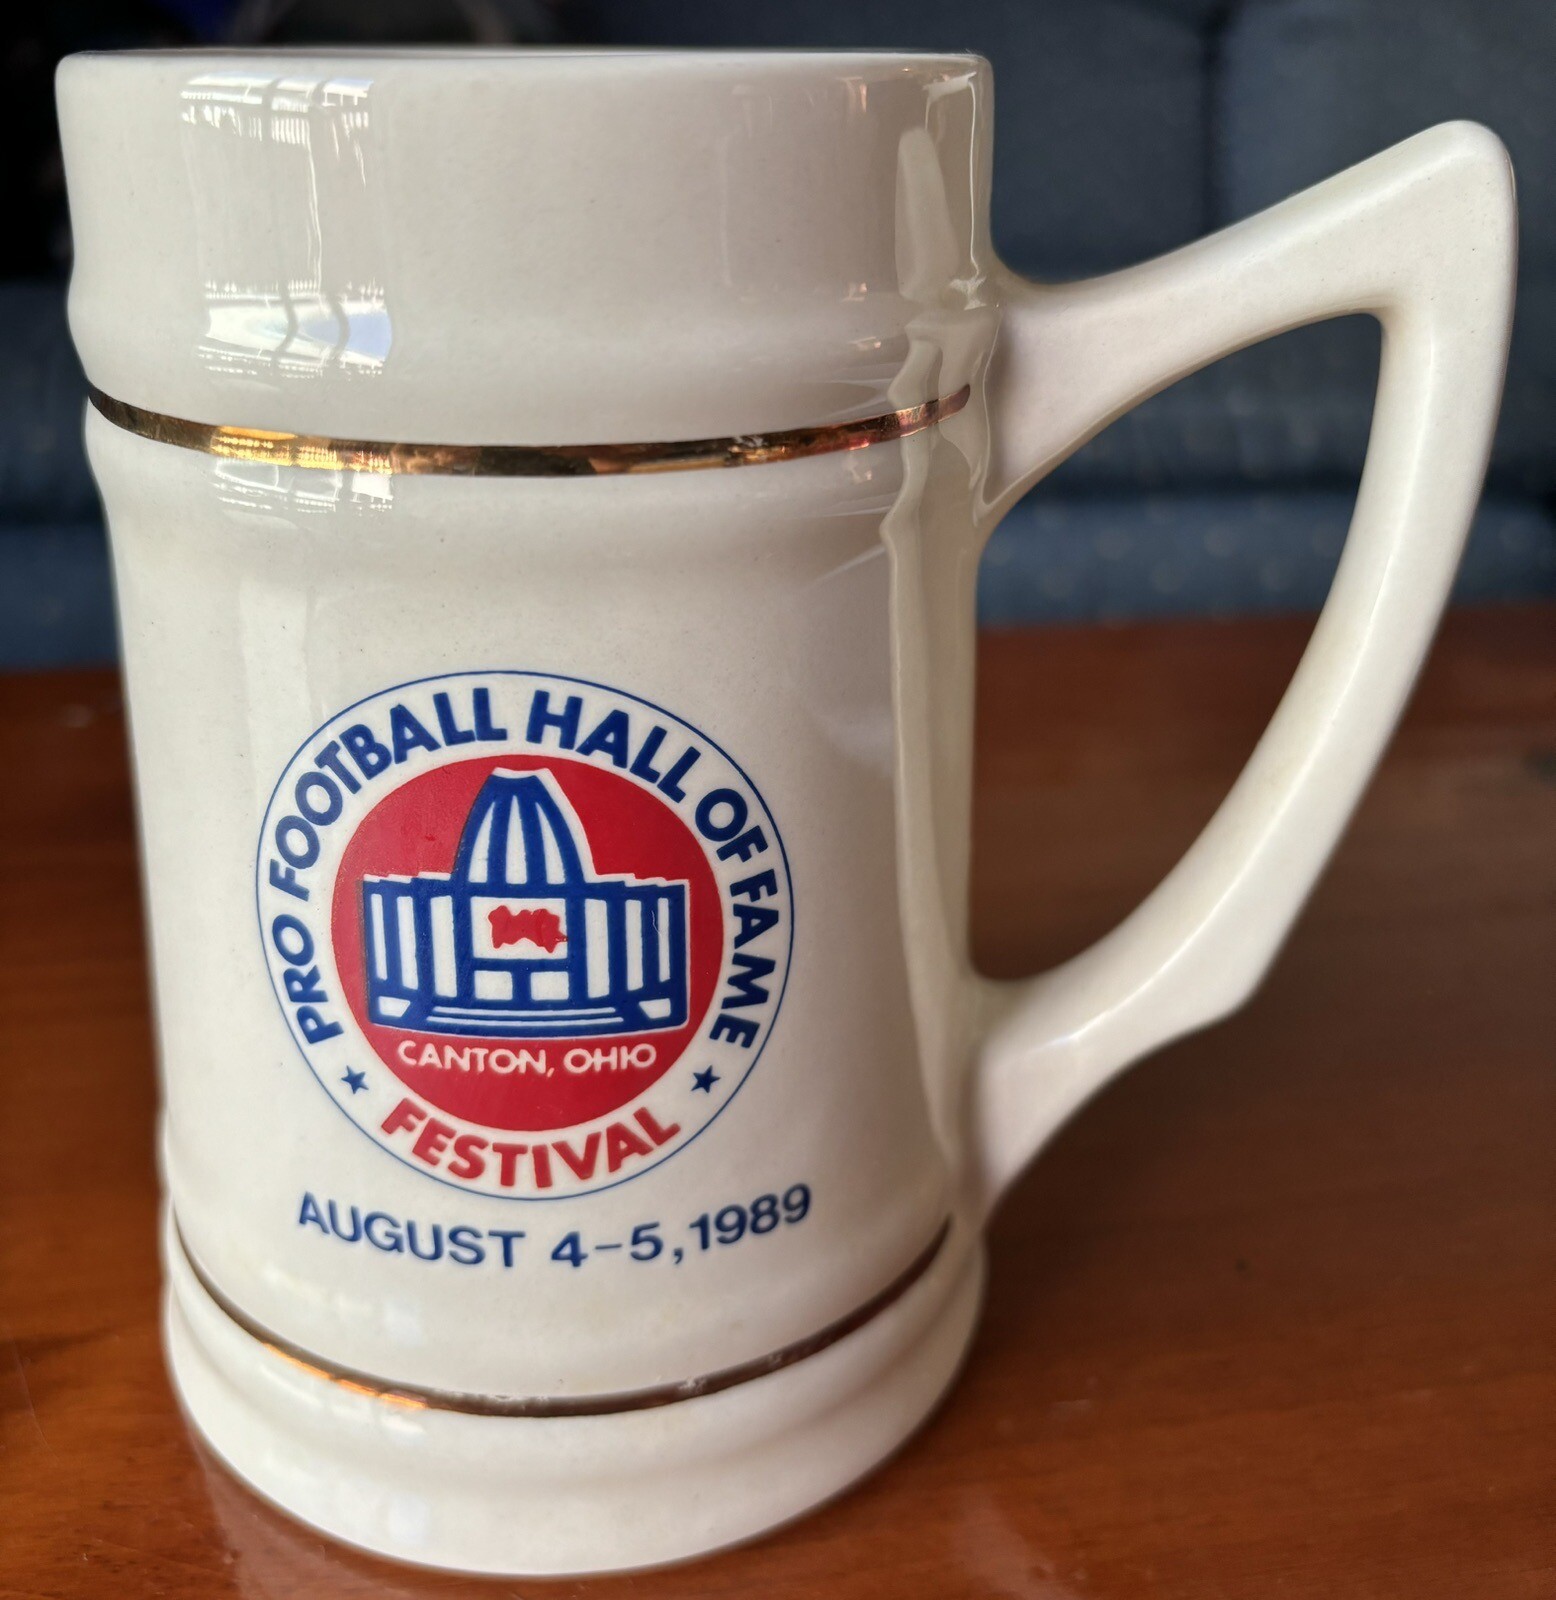 PRO FOOTBALL HALL OF FAME
CANTON, OHIO
FESTIVAL
AUGUST 4-5, 1989